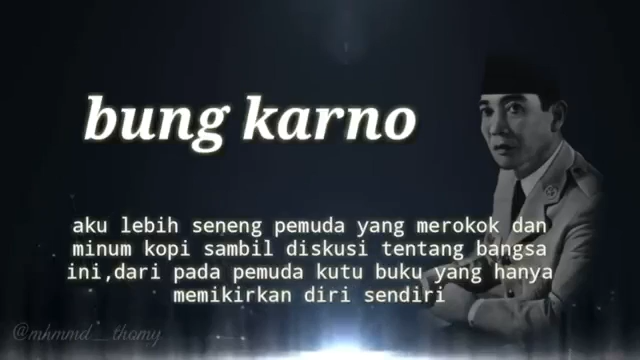 bung karno
aku lebih seneng pemuda yang merokok dan
minum kopi sambil diskusi tentang bangsa
ini,dari pada pemuda kutu buku yang hanya
memikirkan diri sendiri
@mhmmd_thomy